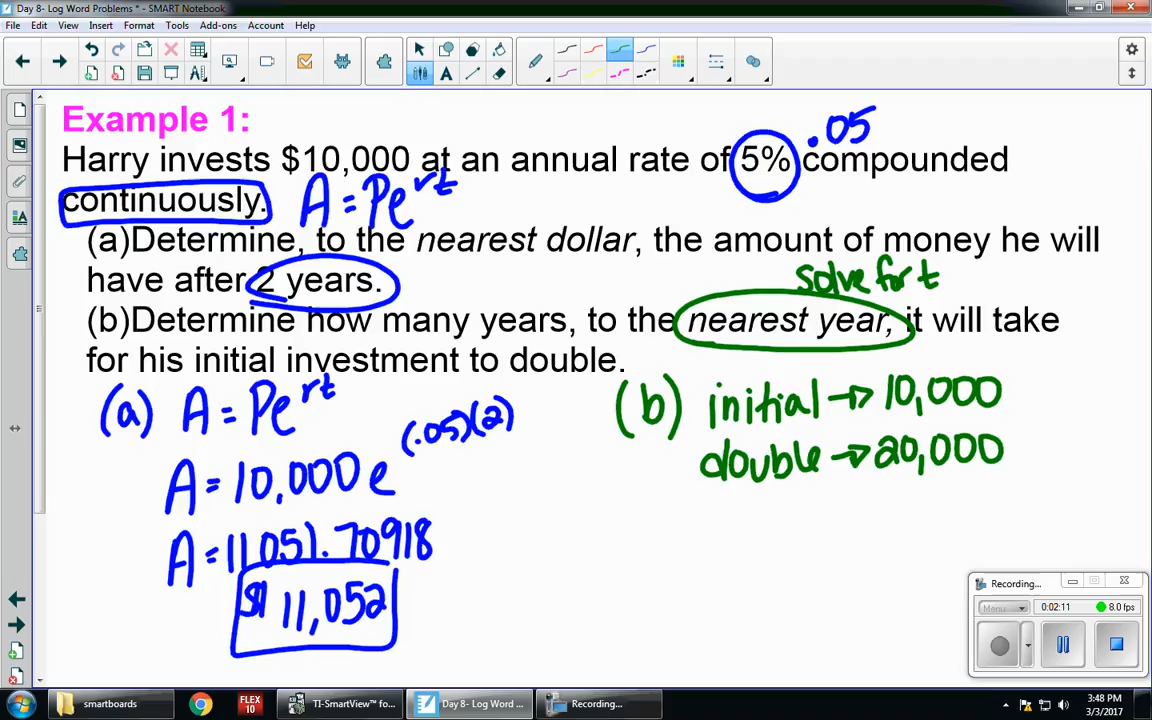 Day 8- Log Word Problems * - SMART Notebook
File Edit View Insert Format Tools Add-ons Account Help
Example 1:
.05
Harry invests $10,000 at an annual rate of 5% compounded
continuously. A = Pe^rt
(a)Determine, to the nearest dollar, the amount of money he will
have after 2 years.
solve for t
(b)Determine how many years, to the nearest year, it will take
for his initial investment to double.
(a) A = Pe^rt
A = 10,000 e^(.05)(2)
A = 11051.70918
$11,052
(b) initial → 10,000
double → 20,000
Recording...
Menu
0:02:11 8.0 fps
smartboards
FLEX 10
TI-SmartView™ fo...
Day 8- Log Word ...
Recording...
3:48 PM
3/3/2017